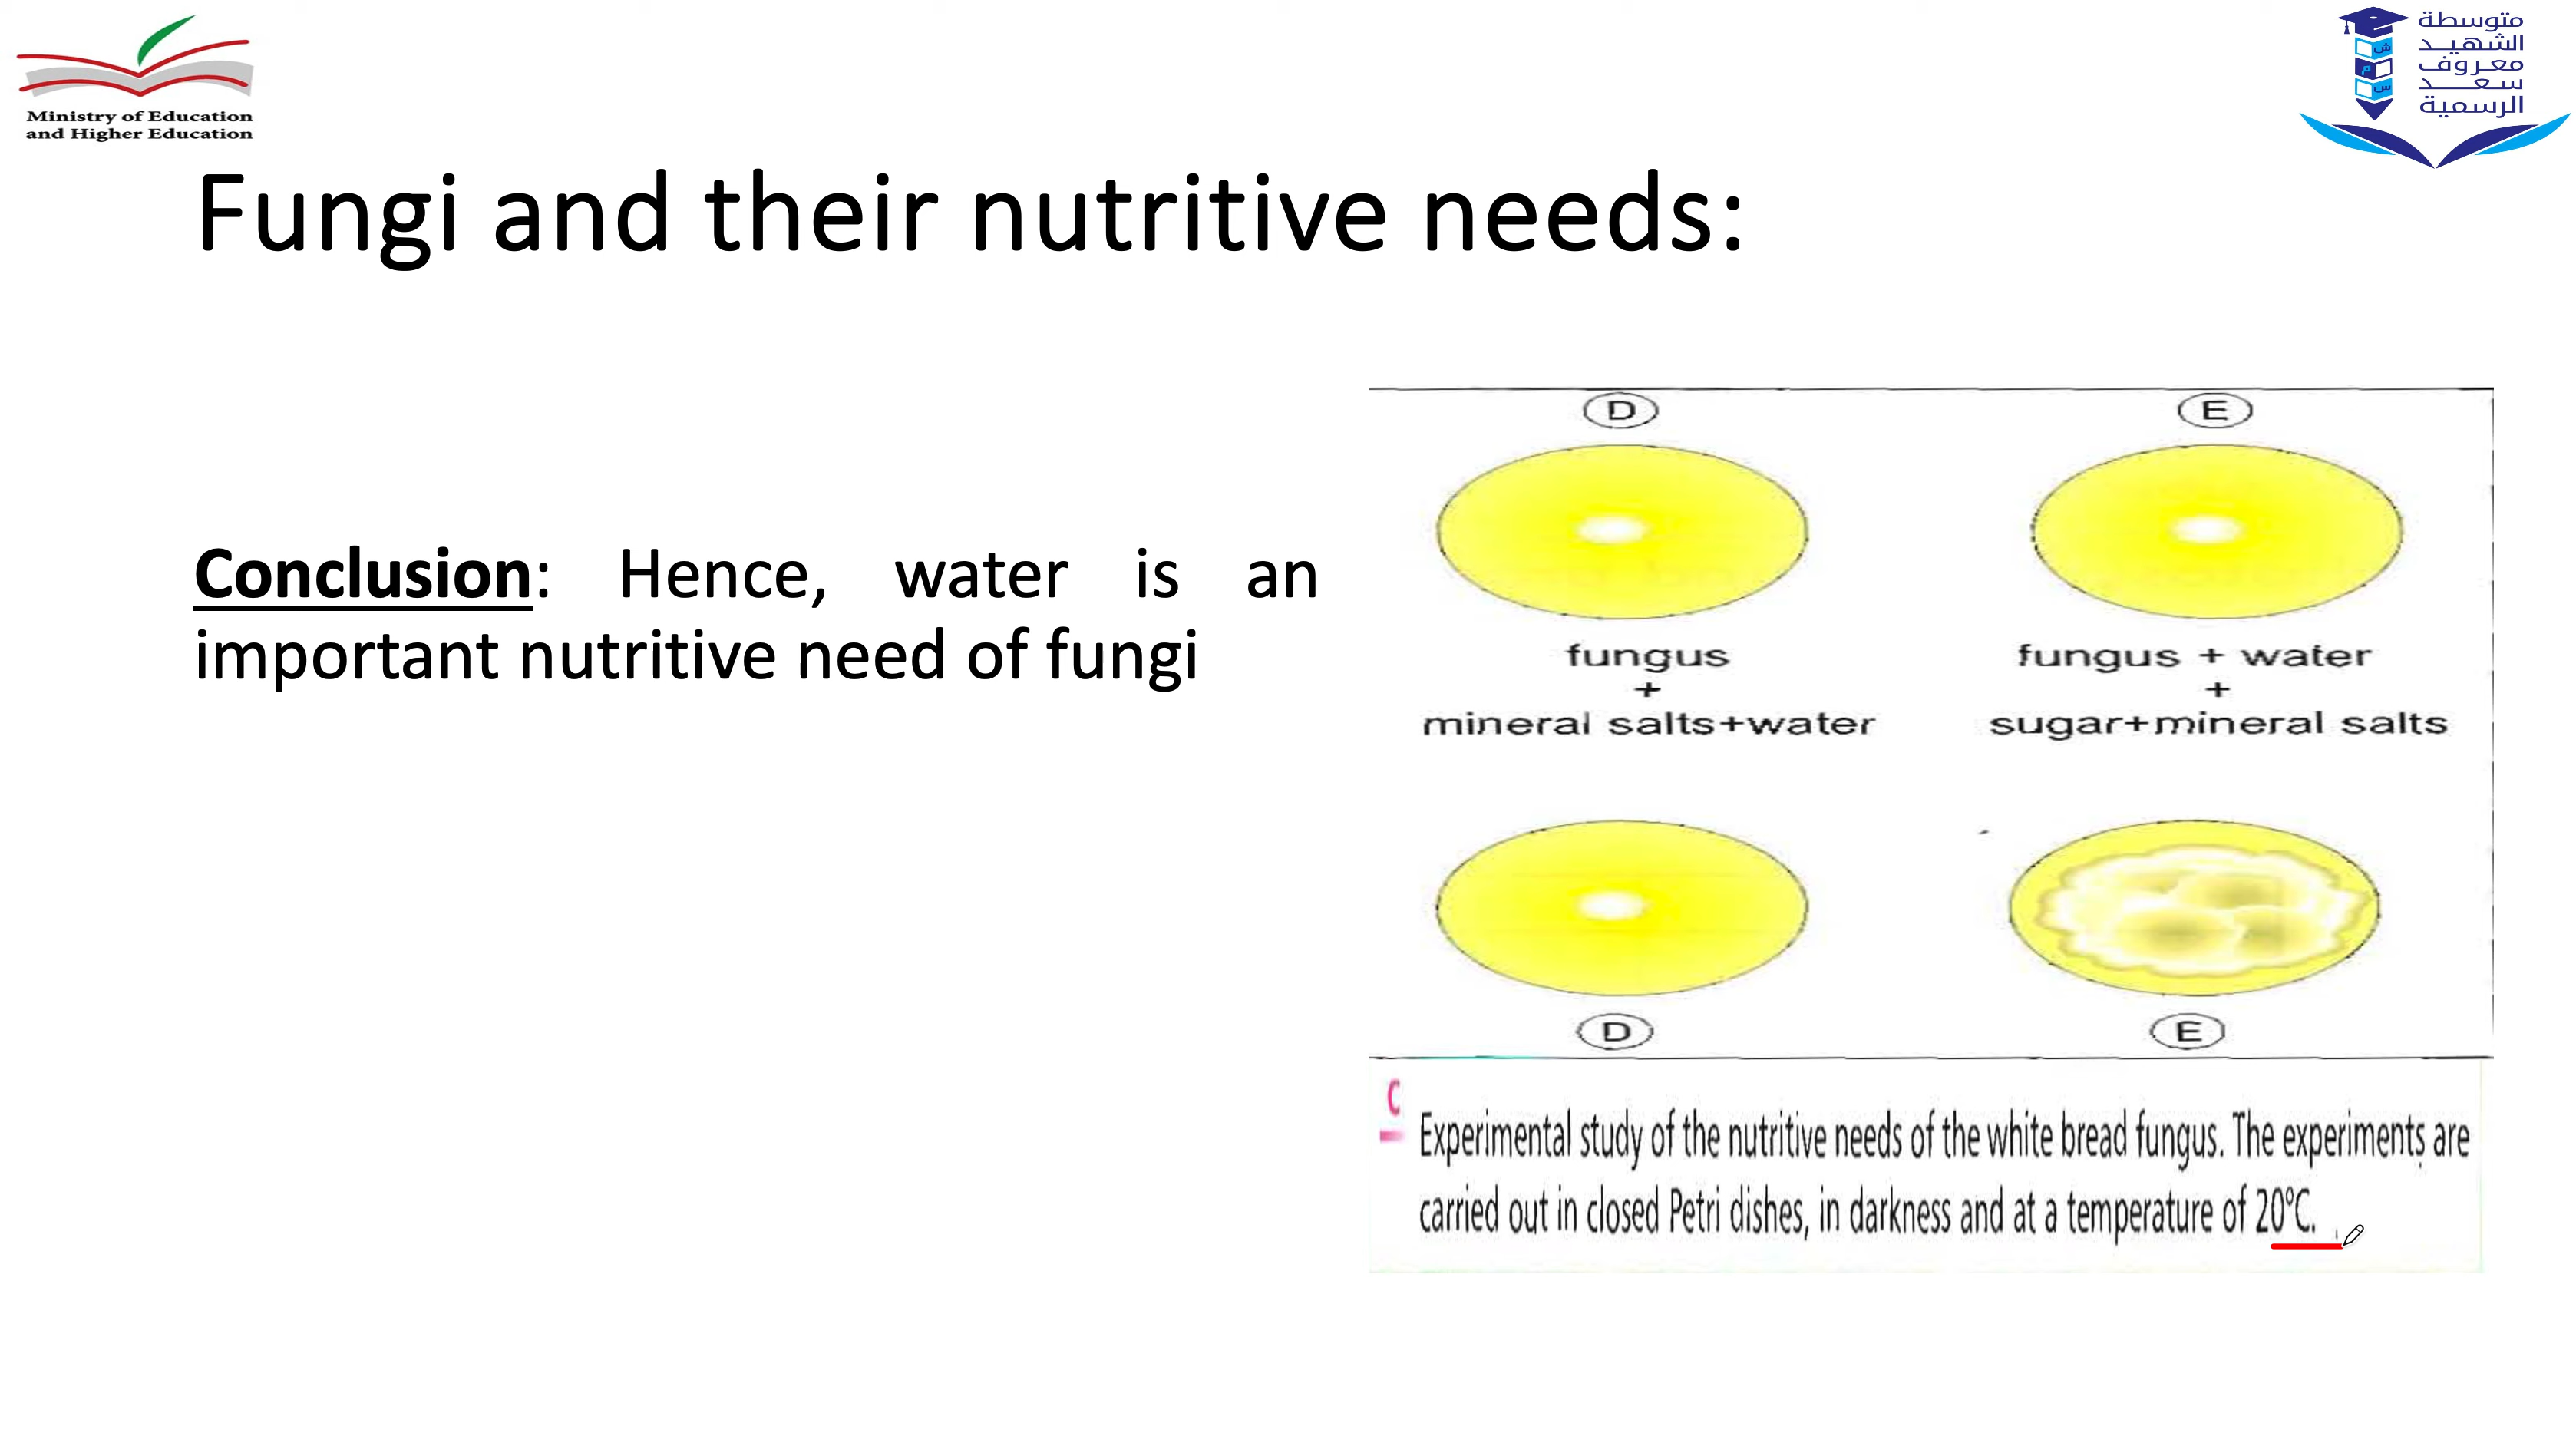 Ministry of Education
and Higher Education
متوسطة
الشهيد
معروف
سعد
الرسمية
ش
م
س
Fungi and their nutritive needs:
Conclusion: Hence, water is an
important nutritive need of fungi
D
E
fungus
+
mineral salts+water
fungus + water
+
sugar+mineral salts
D
E
C
Experimental study of the nutritive needs of the white bread fungus. The experiments are
carried out in closed Petri dishes, in darkness and at a temperature of 20°C.